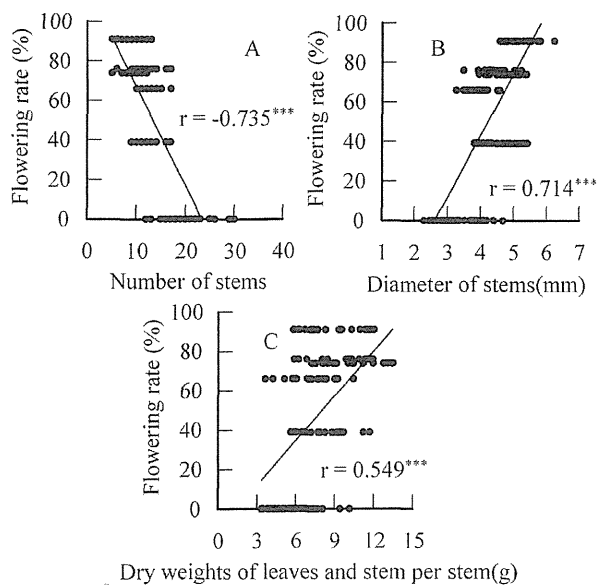 A
Flowering rate (%)
100
80
60
40
20
0
r = -0.735***
0 10 20 30 40
Number of stems
B
Flowering rate (%)
100
80
60
40
20
0
r = 0.714***
1 2 3 4 5 6 7
Diameter of stems(mm)
C
Flowering rate (%)
100
80
60
40
20
0
r = 0.549***
0 3 6 9 12 15
Dry weights of leaves and stem per stem(g)